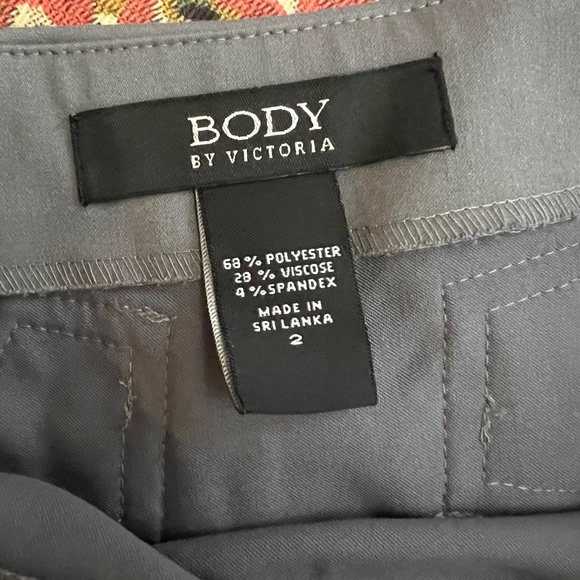 BODY
BY VICTORIA
68% POLYESTER
28% VISCOSE
4% SPANDEX
MADE IN
SRI LANKA
2